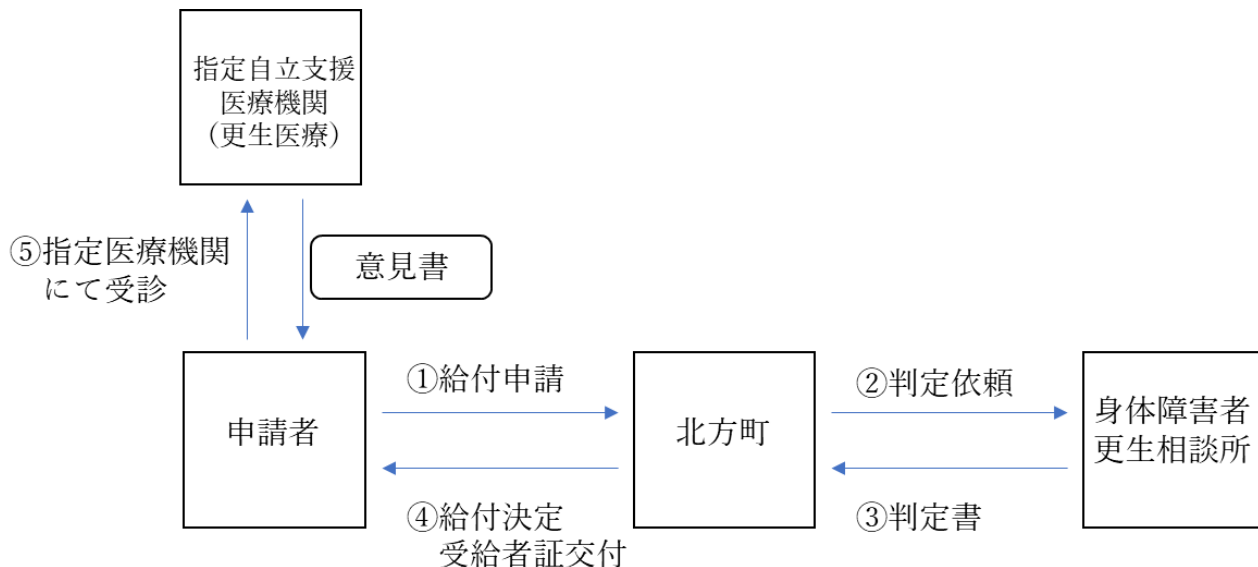 指定自立支援
医療機関
（更生医療）
⑤指定医療機関
にて受診
意見書
申請者
①給付申請
④給付決定
受給者証交付
北方町
②判定依頼
③判定書
身体障害者
更生相談所